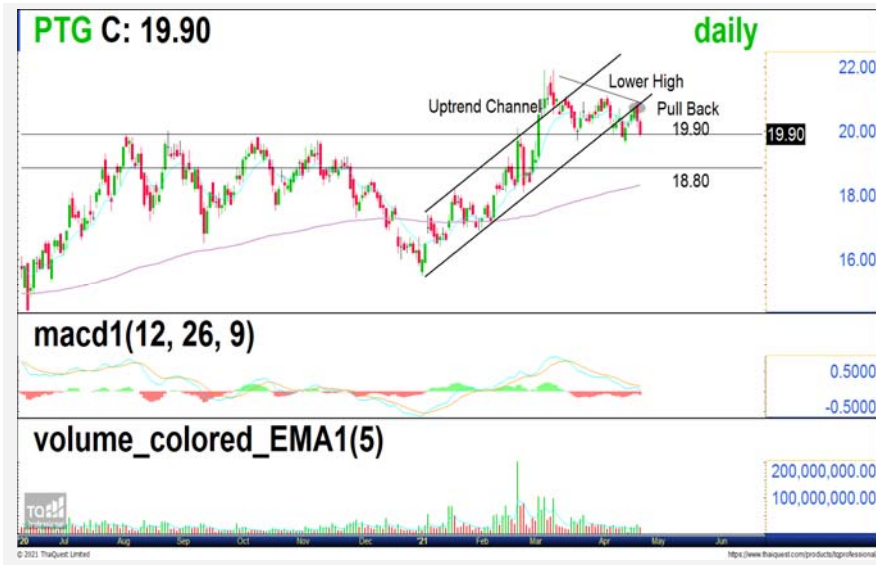 PTG C: 19.90
daily
22.00
Lower High
Uptrend Channel
Pull Back
19.90
20.00
19.90
18.80
18.00
16.00
macd1(12, 26, 9)
0.5000
-0.5000
volume_colored_EMA1(5)
200,000,000.00
100,000,000.00
TQ
'20 Jul Aug Sep Oct Nov Dec '21 Feb Mar Apr May Jun
© 2021 ThaiQuest Limited
https://www.thaiquest.com/products/tqprofessional